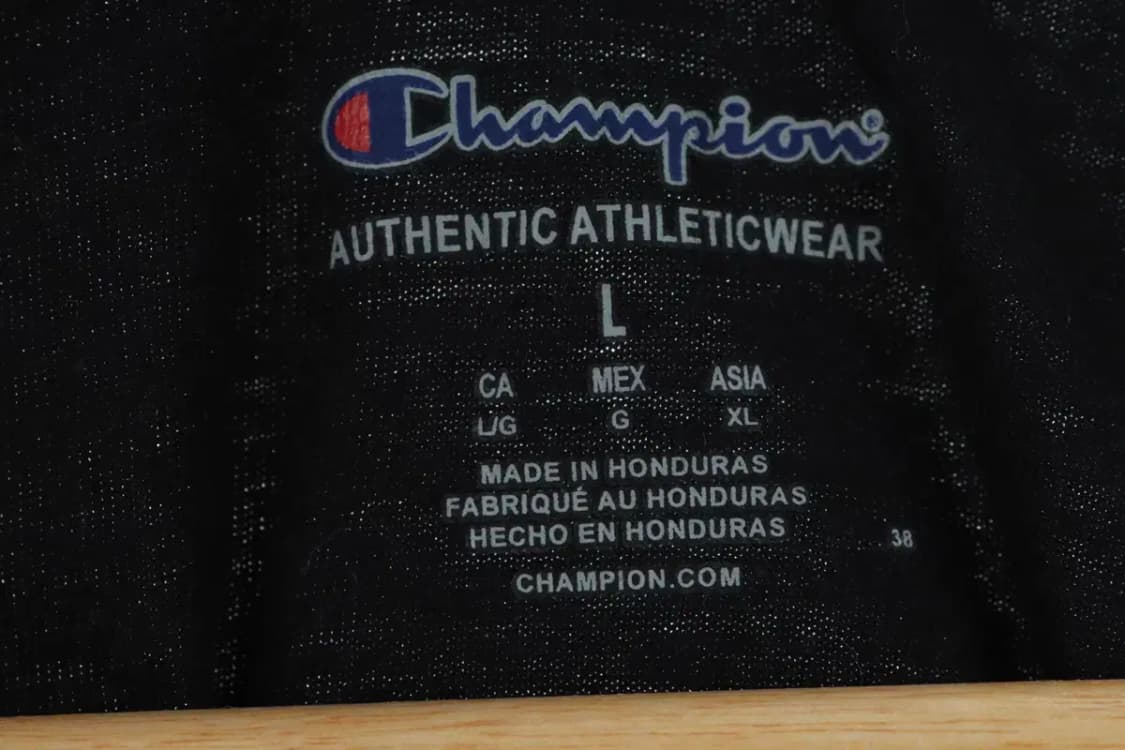 Champion®
AUTHENTIC ATHLETICWEAR
L
CA MEX ASIA
L/G G XL
MADE IN HONDURAS
FABRIQUÉ AU HONDURAS
HECHO EN HONDURAS
38
CHAMPION.COM